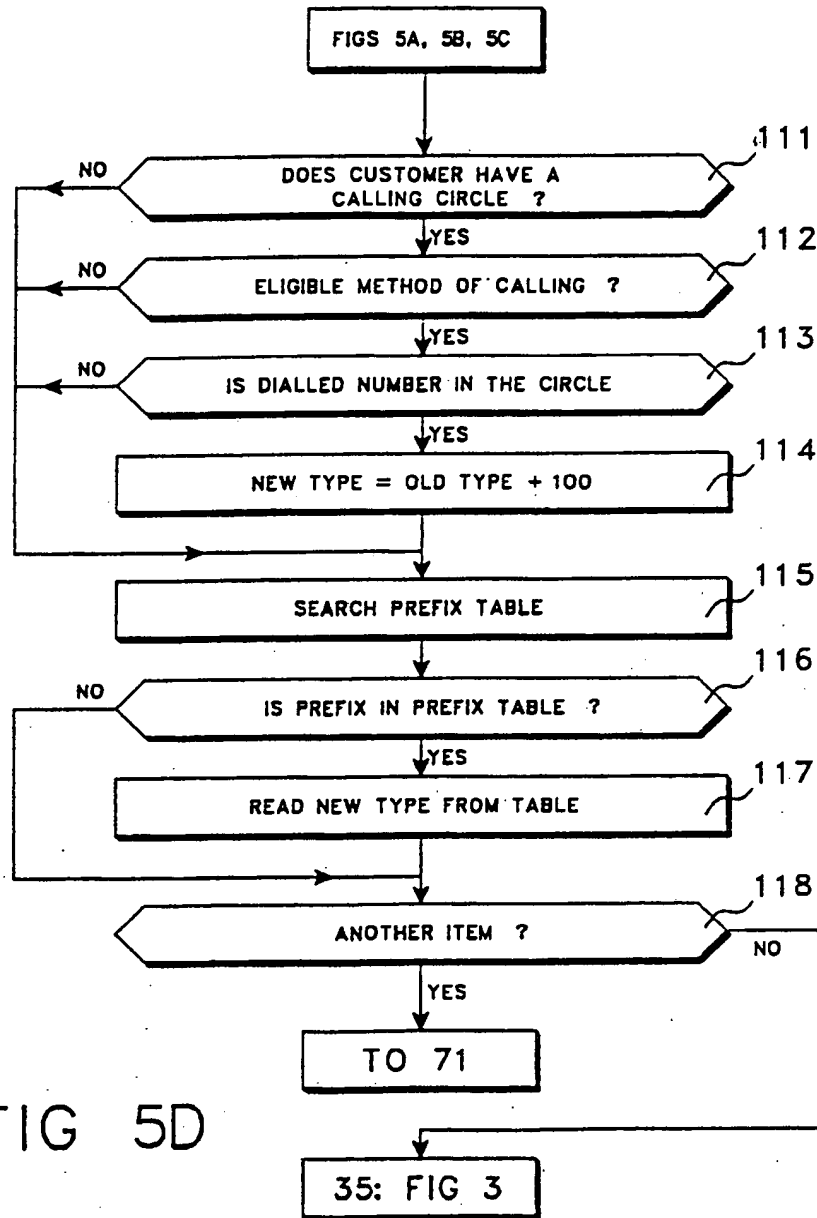 FIGS 5A, 5B, 5C
111
NO
DOES CUSTOMER HAVE A
CALLING CIRCLE ?
YES
112
NO
ELIGIBLE METHOD OF CALLING ?
YES
113
NO
IS DIALLED NUMBER IN THE CIRCLE
YES
114
NEW TYPE = OLD TYPE + 100
115
SEARCH PREFIX TABLE
116
NO
IS PREFIX IN PREFIX TABLE ?
YES
117
READ NEW TYPE FROM TABLE
118
ANOTHER ITEM ?
NO
YES
TO 71
FIG 5D
35: FIG 3